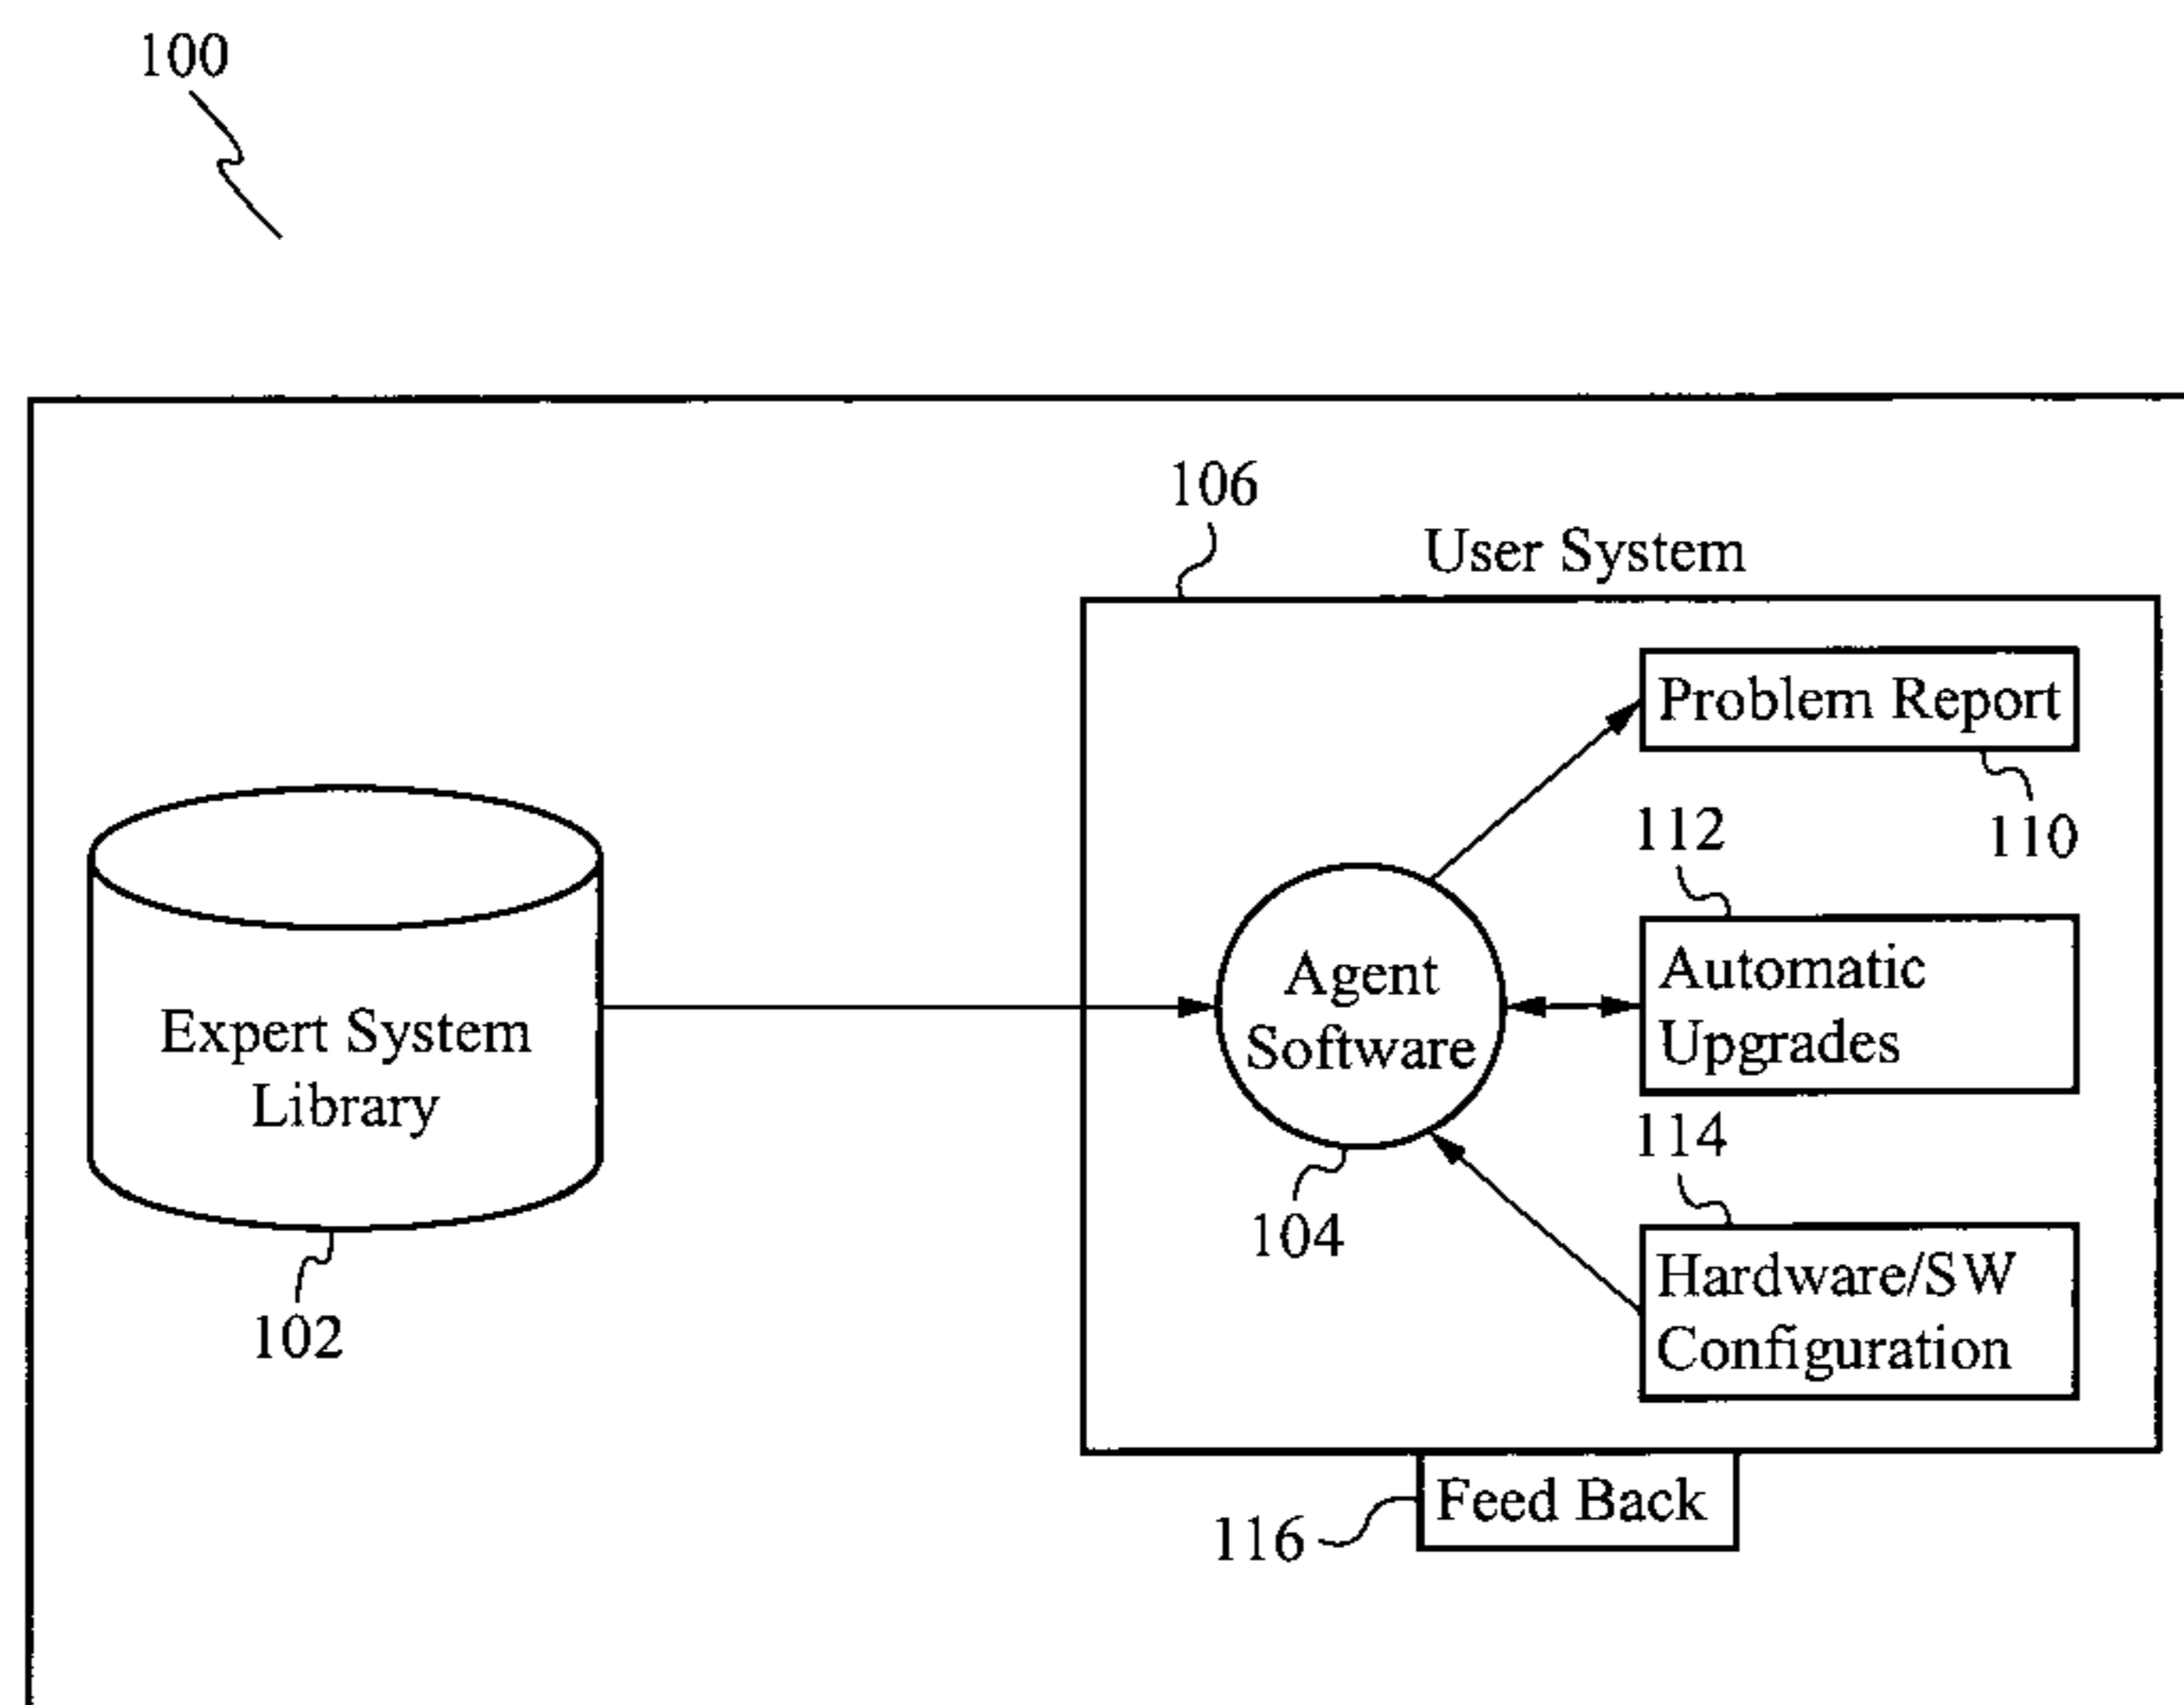 100
106
User System
Problem Report
110
112
Automatic
Upgrades
Agent
Software
Expert System
Library
104
114
Hardware/SW
Configuration
102
Feed Back
116